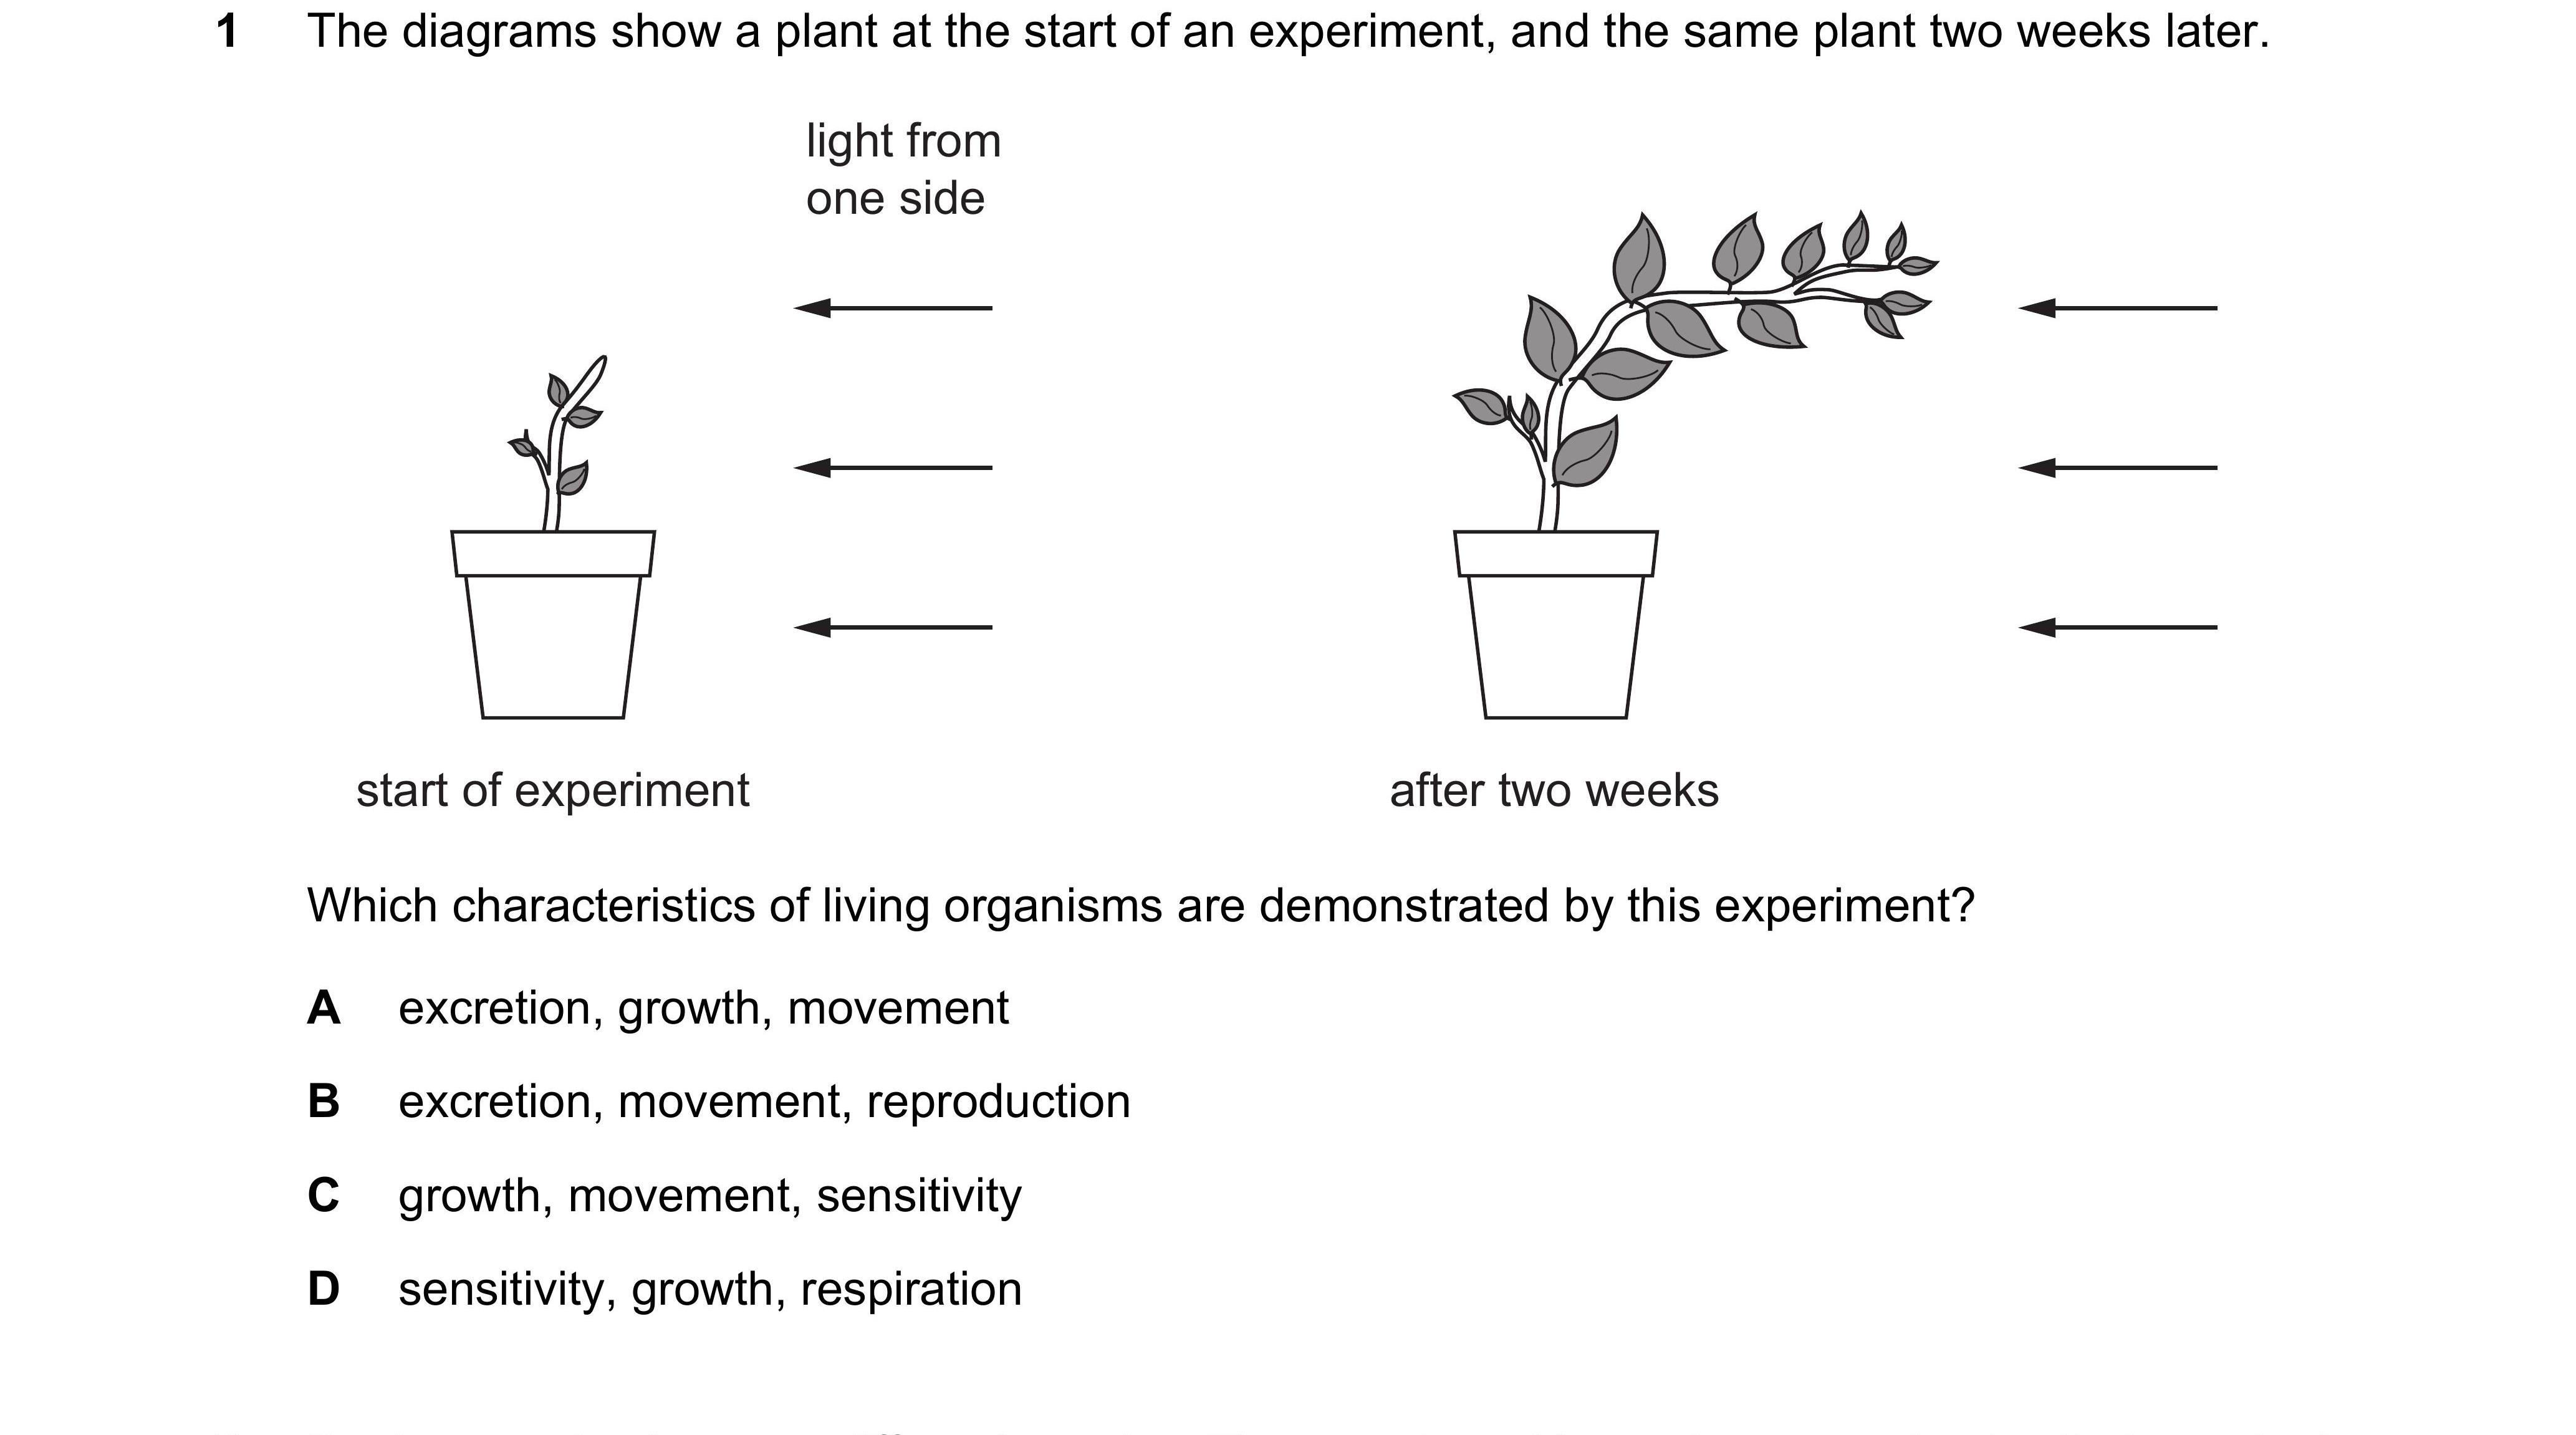 1 The diagrams show a plant at the start of an experiment, and the same plant two weeks later.
light from
one side
start of experiment
after two weeks
Which characteristics of living organisms are demonstrated by this experiment?
A excretion, growth, movement
B excretion, movement, reproduction
C growth, movement, sensitivity
D sensitivity, growth, respiration